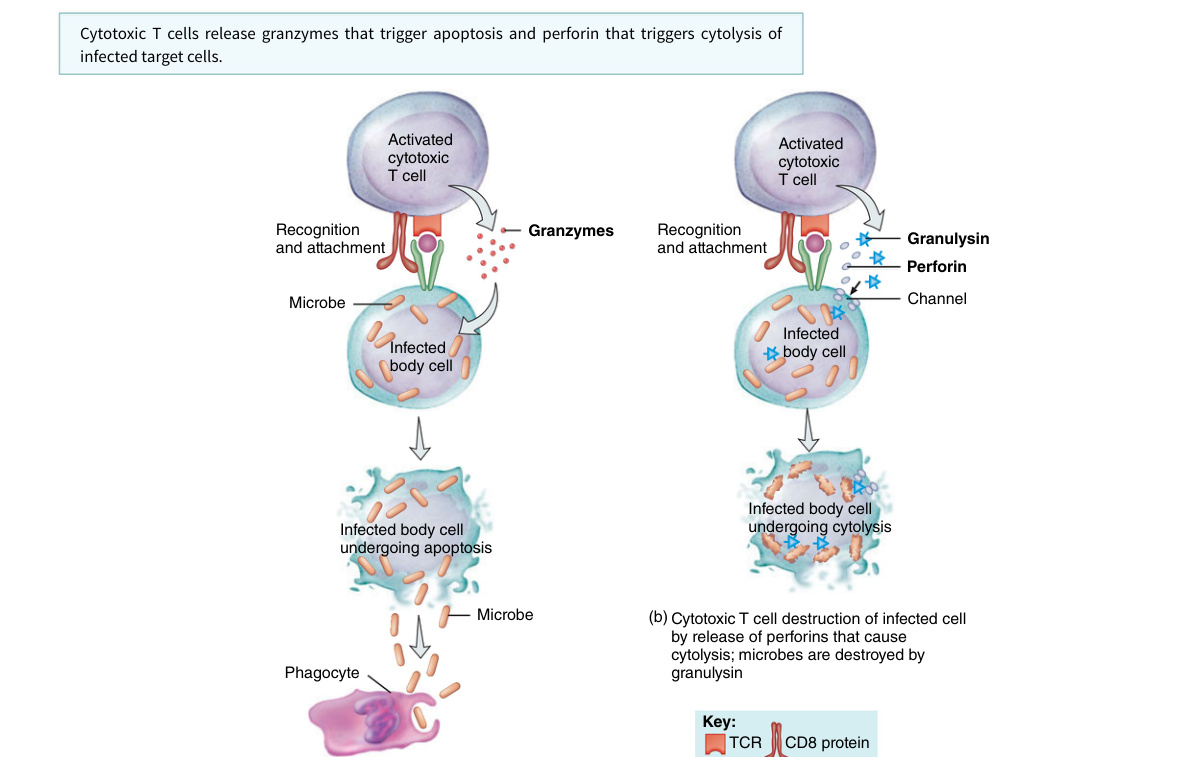 Cytotoxic T cells release granzymes that trigger apoptosis and perforin that triggers cytolysis of
infected target cells.
Activated
cytotoxic
T cell
Recognition
and attachment
Granzymes
Microbe
Infected
body cell
Infected body cell
undergoing apoptosis
Microbe
Phagocyte
Activated
cytotoxic
T cell
Recognition
and attachment
Granulysin
Perforin
Channel
Infected
body cell
Infected body cell
undergoing cytolysis
(b) Cytotoxic T cell destruction of infected cell
by release of perforins that cause
cytolysis; microbes are destroyed by
granulysin
Key:
TCR
CD8 protein